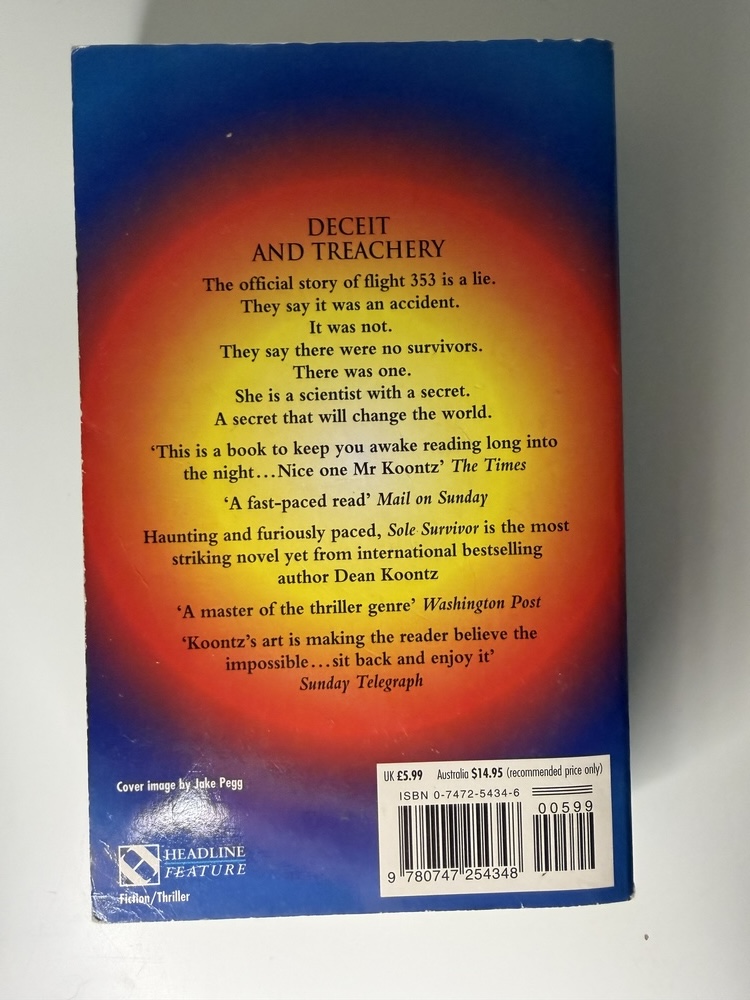 DECEIT
AND TREACHERY
The official story of flight 353 is a lie.
They say it was an accident.
It was not.
They say there were no survivors.
There was one.
She is a scientist with a secret.
A secret that will change the world.
‘This is a book to keep you awake reading long into
the night...Nice one Mr Koontz’ The Times
‘A fast-paced read’ Mail on Sunday
Haunting and furiously paced, Sole Survivor is the most
striking novel yet from international bestselling
author Dean Koontz
‘A master of the thriller genre’ Washington Post
‘Koontz’s art is making the reader believe the
impossible...sit back and enjoy it’
Sunday Telegraph
Cover image by Jake Pegg
HEADLINE
FEATURE
Fiction/Thriller
UK £5.99 Australia $14.95 (recommended price only)
ISBN 0-7472-5434-6
00599
9 780747 254348